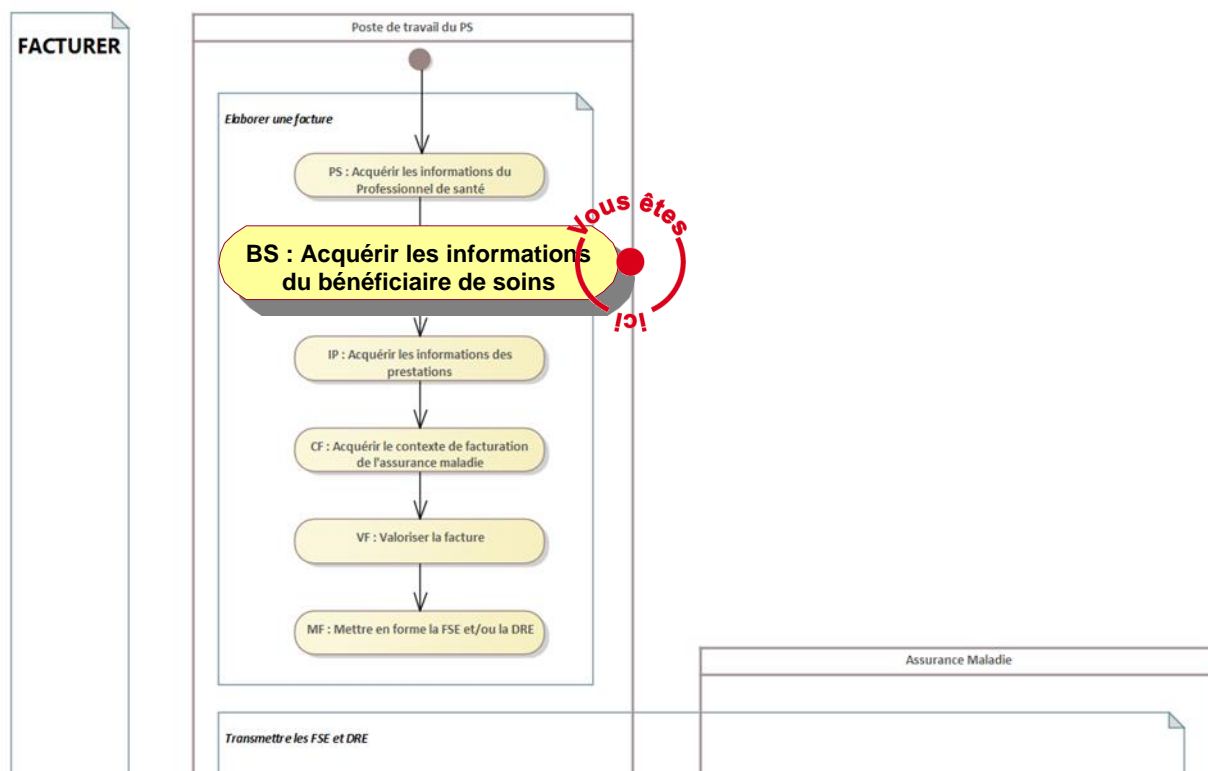 FACTURER
Poste de travail du PS
Elaborer une facture
PS : Acquérir les informations du
Professionnel de santé
BS : Acquérir les informations
du bénéficiaire de soins
Vous êtes
ici
IP : Acquérir les informations des
prestations
CF : Acquérir le contexte de facturation
de l'assurance maladie
VF : Valoriser la facture
MF : Mettre en forme la FSE et/ou la DRE
Assurance Maladie
Transmettre les FSE et DRE